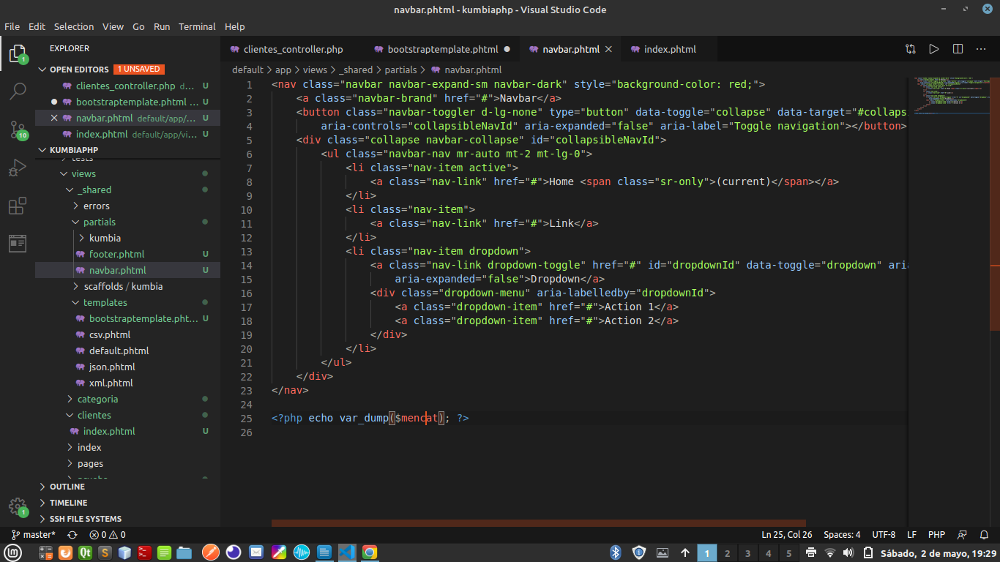 navbar.phtml - kumbiaphp - Visual Studio Code
File Edit Selection View Go Run Terminal Help
EXPLORER
OPEN EDITORS 1 UNSAVED
clientes_controller.php d... U
bootstraptemplate.phtml ... U
navbar.phtml default/app/... U
index.phtml default/app/vi... U
KUMBIAPHP
tests
views
_shared
errors
partials
kumbia
footer.phtml U
navbar.phtml U
scaffolds / kumbia
templates
bootstraptemplate.pht... U
csv.phtml
default.phtml
json.phtml
xml.phtml
categoria
clientes
index.phtml U
index
pages
OUTLINE
TIMELINE
SSH FILE SYSTEMS
1
10
1
clientes_controller.php bootstraptemplate.phtml navbar.phtml index.phtml
default > app > views > _shared > partials > navbar.phtml
1 <nav class="navbar navbar-expand-sm navbar-dark" style="background-color: red;">
2 <a class="navbar-brand" href="#">Navbar</a>
3 <button class="navbar-toggler d-lg-none" type="button" data-toggle="collapse" data-target="#collaps
4 aria-controls="collapsibleNavId" aria-expanded="false" aria-label="Toggle navigation"></button>
5 <div class="collapse navbar-collapse" id="collapsibleNavId">
6 <ul class="navbar-nav mr-auto mt-2 mt-lg-0">
7 <li class="nav-item active">
8 <a class="nav-link" href="#">Home <span class="sr-only">(current)</span></a>
9 </li>
10 <li class="nav-item">
11 <a class="nav-link" href="#">Link</a>
12 </li>
13 <li class="nav-item dropdown">
14 <a class="nav-link dropdown-toggle" href="#" id="dropdownId" data-toggle="dropdown" aria
15 aria-expanded="false">Dropdown</a>
16 <div class="dropdown-menu" aria-labelledby="dropdownId">
17 <a class="dropdown-item" href="#">Action 1</a>
18 <a class="dropdown-item" href="#">Action 2</a>
19 </div>
20 </li>
21 </ul>
22 </div>
23 </nav>
24
25 <?php echo var_dump($mencat); ?>
26
master* 0 0 Ln 25, Col 26 Spaces: 4 UTF-8 LF PHP
1 2 3 4 5 Sábado, 2 de mayo, 19:29